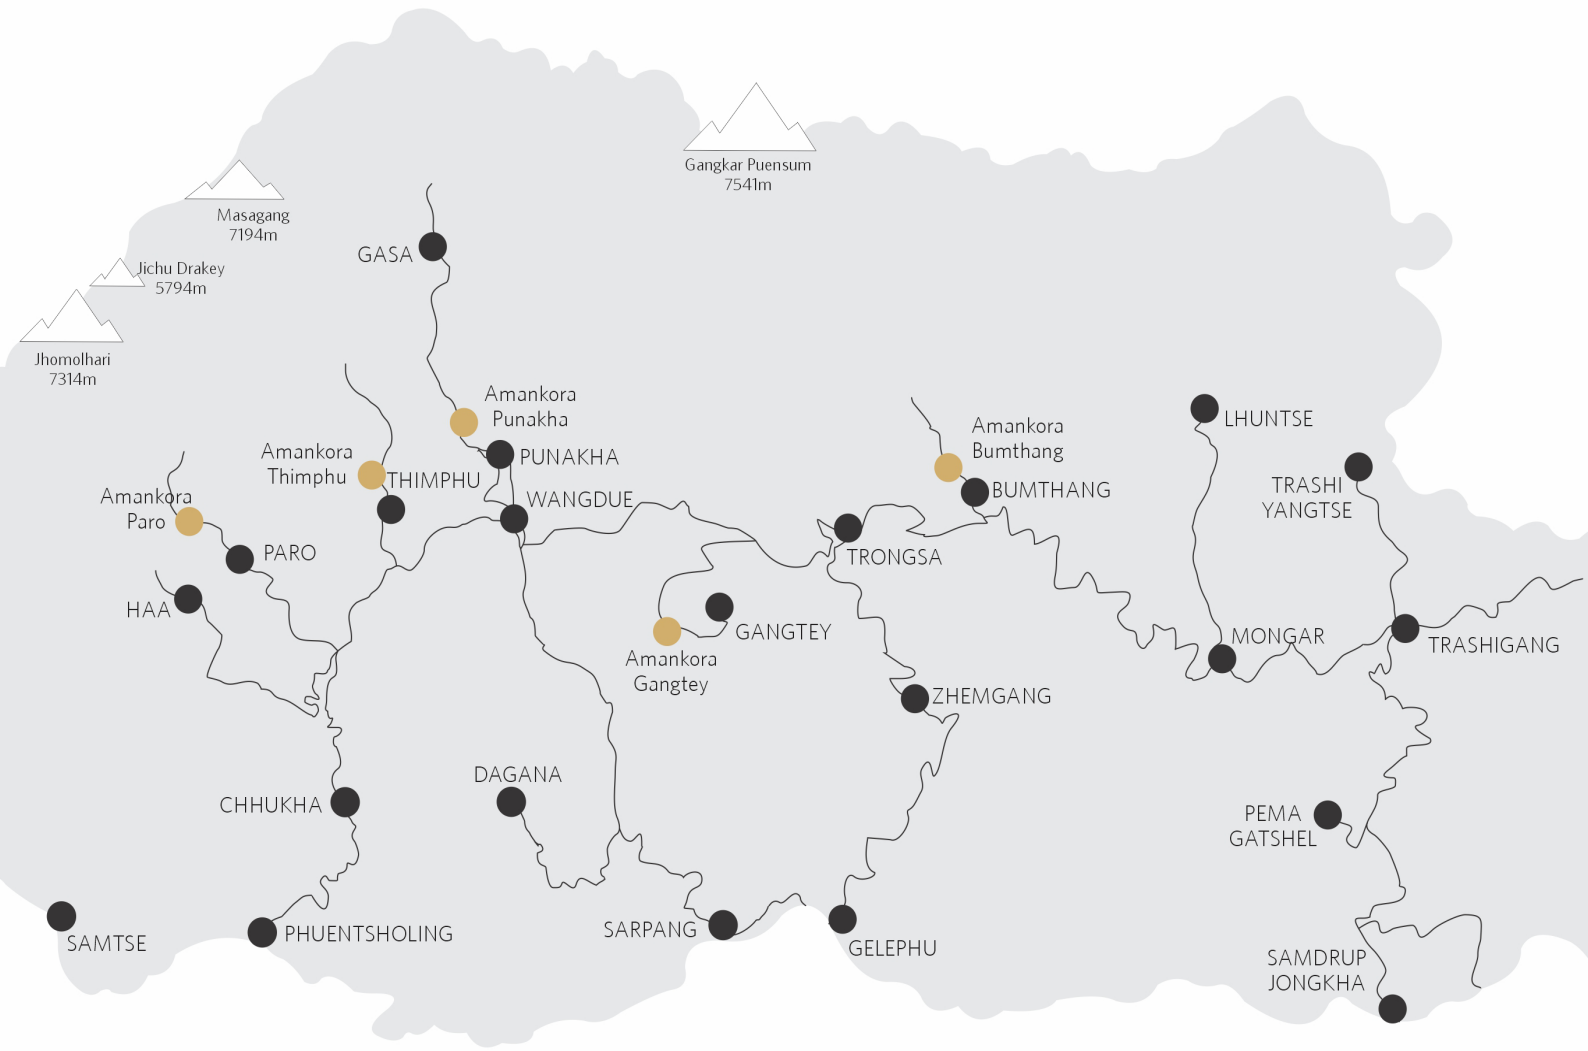 Gangkar Puensum
7541m
Masagang
7194m
Jichu Drakey
5794m
Jhomolhari
7314m
GASA
Amankora
Punakha
PUNAKHA
Amankora
Thimphu
THIMPHU
WANGDUE
Amankora
Paro
PARO
HAA
Amankora
Bumthang
BUMTHANG
TRONGSA
LHUNTSE
TRASHI
YANGTSE
GANGTEY
Amankora
Gangtey
MONGAR
TRASHIGANG
ZHEMGANG
DAGANA
CHHUKHA
PEMA
GATSHEL
SAMTSE
PHUENTSHOLING
SARPANG
GELEPHU
SAMDRUP
JONGKHA